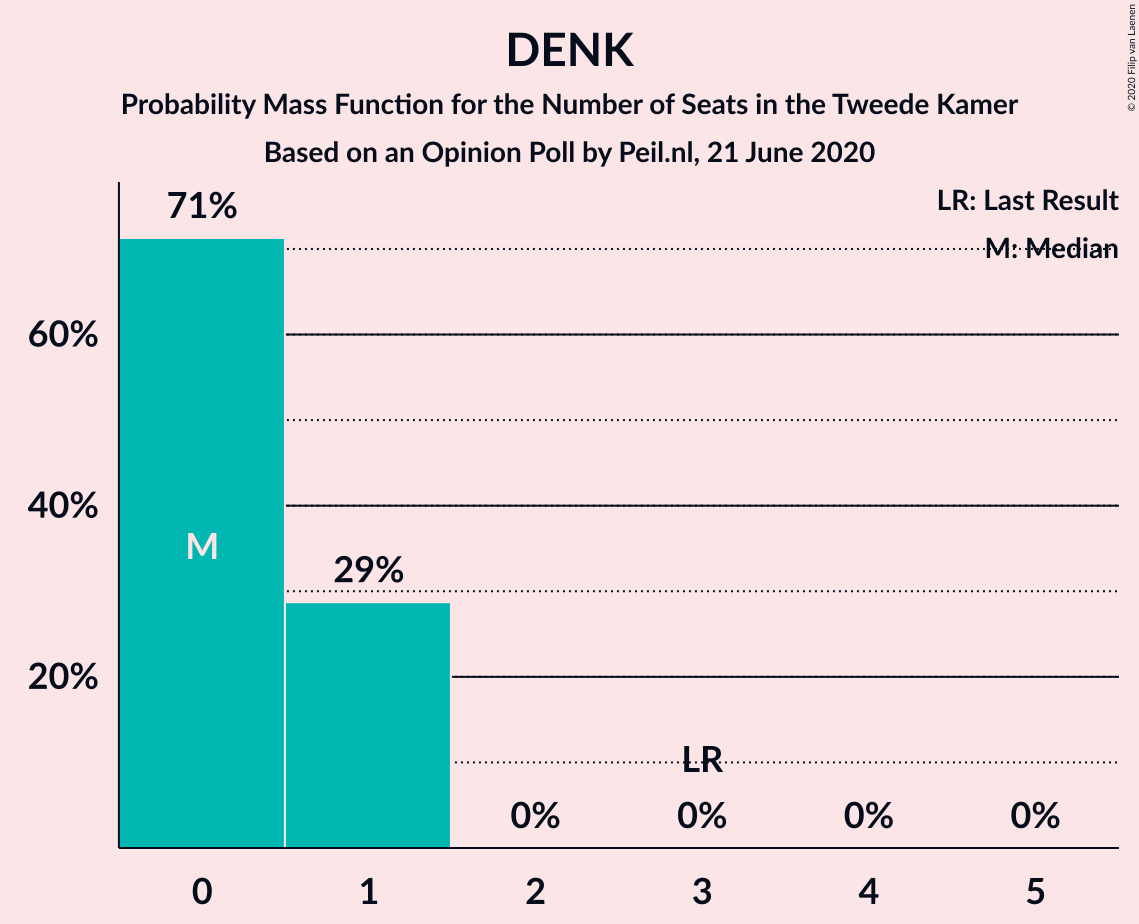 DENK
Probability Mass Function for the Number of Seats in the Tweede Kamer
Based on an Opinion Poll by Peil.nl, 21 June 2020
© 2020 Filip van Laenen
LR: Last Result
M: Median
71%
60%
40%
M
29%
20%
LR
0% 0% 0% 0%
0 1 2 3 4 5